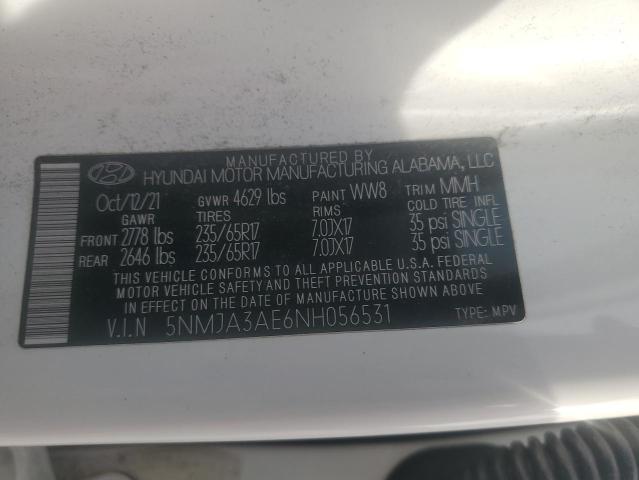 MANUFACTURED BY
HYUNDAI MOTOR MANUFACTURING ALABAMA, LLC
Oct/12/21 GVWR 4629 lbs PAINT WW8 TRIM MMH
GAWR TIRES RIMS COLD TIRE INFL
FRONT 2778 lbs 235/65R17 7.0JX17 35 psi SINGLE
REAR 2646 lbs 235/65R17 7.0JX17 35 psi SINGLE
THIS VEHICLE CONFORMS TO ALL APPLICABLE U.S.A. FEDERAL
MOTOR VEHICLE SAFETY AND THEFT PREVENTION STANDARDS
IN EFFECT ON THE DATE OF MANUFACTURE SHOWN ABOVE
V.I.N 5NMJA3AE6NH056531 TYPE: MPV